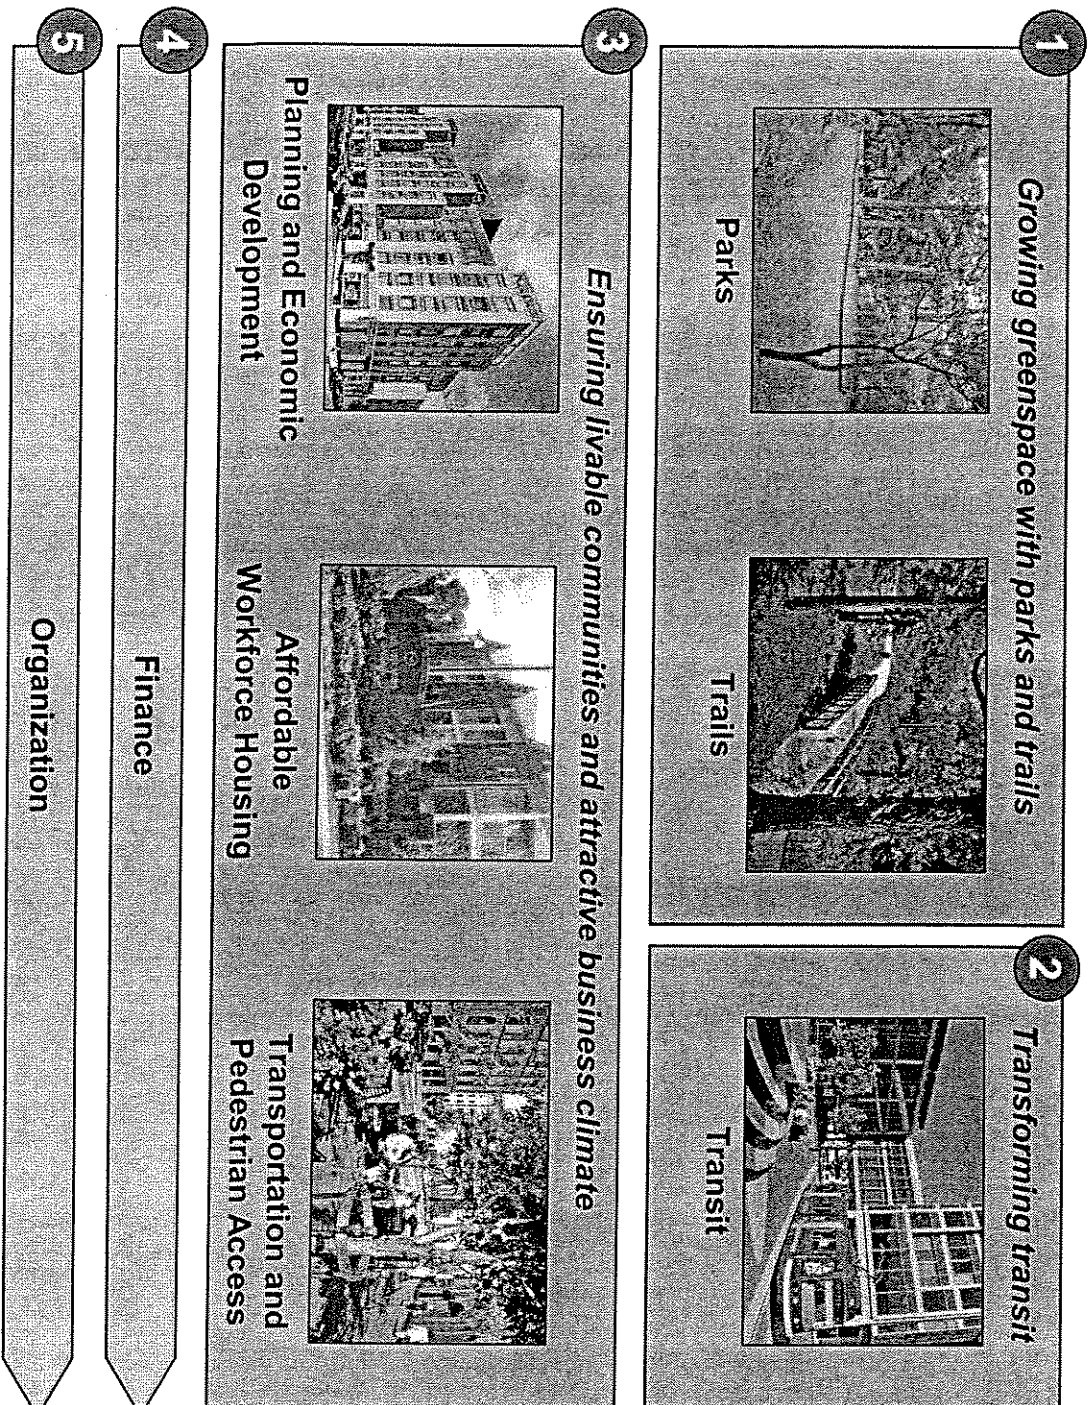 1
Growing greenspace with parks and trails
Parks
Trails
2
Transforming transit
Transit
3
Ensuring livable communities and attractive business climate
Planning and Economic
Development
Affordable
Workforce Housing
Transportation and
Pedestrian Access
4
Finance
5
Organization